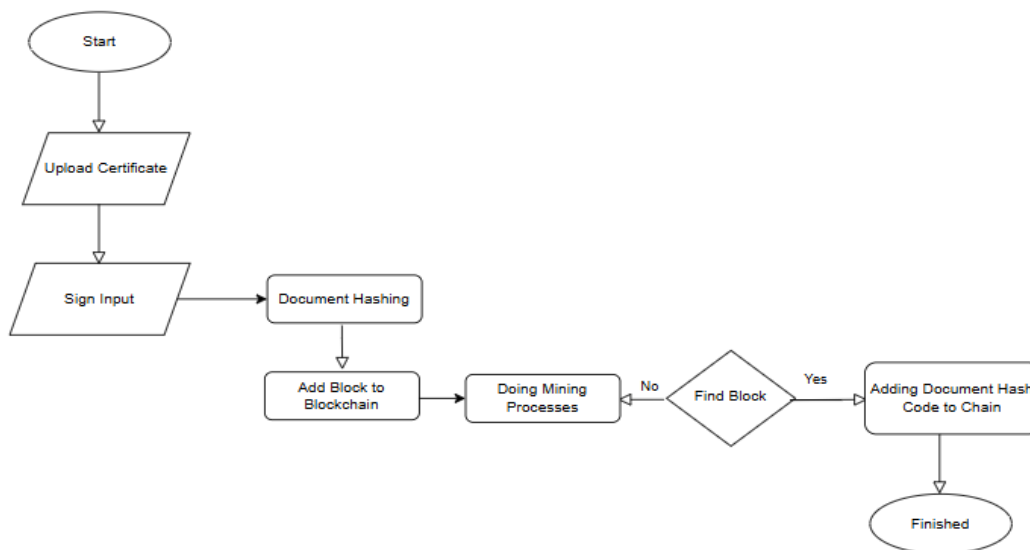 Start
Upload Certificate
Sign Input
Document Hashing
Add Block to
Blockchain
Doing Mining
Processes
No
Find Block
Yes
Adding Document Hash
Code to Chain
Finished